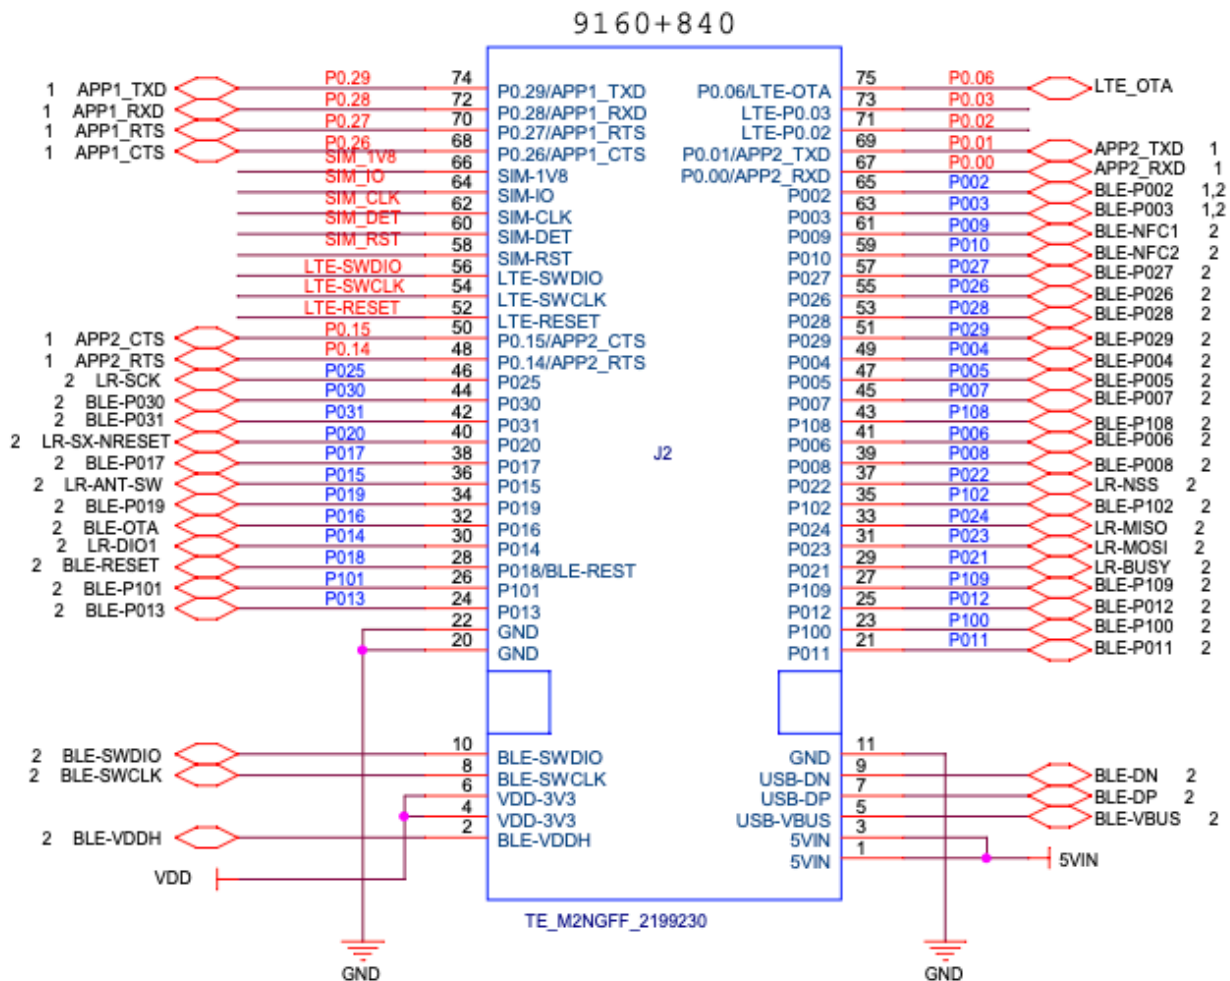 9160+840
1 APP1_TXD P0.29 74 P0.29/APP1_TXD P0.06/LTE-OTA 75 P0.06 LTE_OTA
1 APP1_RXD P0.28 72 P0.28/APP1_RXD LTE-P0.03 73 P0.03
1 APP1_RTS P0.27 70 P0.27/APP1_RTS LTE-P0.02 71 P0.02
1 APP1_CTS P0.26 68 P0.26/APP1_CTS P0.01/APP2_TXD 69 P0.01 APP2_TXD 1
SIM_1V8 66 SIM-1V8 P0.00/APP2_RXD 67 P0.00 APP2_RXD 1
SIM_IO 64 SIM-IO P002 65 P002 BLE-P002 1,2
SIM_CLK 62 SIM-CLK P003 63 P003 BLE-P003 1,2
SIM_DET 60 SIM-DET P009 61 P009 BLE-NFC1 2
SIM_RST 58 SIM-RST P010 59 P010 BLE-NFC2 2
LTE-SWDIO 56 LTE-SWDIO P027 57 P027 BLE-P027 2
LTE-SWCLK 54 LTE-SWCLK P026 55 P026 BLE-P026 2
LTE-RESET 52 LTE-RESET P028 53 P028 BLE-P028 2
1 APP2_CTS P0.15 50 P0.15/APP2_CTS P029 51 P029 BLE-P029 2
1 APP2_RTS P0.14 48 P0.14/APP2_RTS P004 49 P004 BLE-P004 2
2 LR-SCK P025 46 P025 P005 47 P005 BLE-P005 2
2 BLE-P030 P030 44 P030 P007 45 P007 BLE-P007 2
2 BLE-P031 P031 42 P031 P108 43 P108 BLE-P108 2
2 LR-SX-NRESET P020 40 P020 P006 41 P006 BLE-P006 2
J2
2 BLE-P017 P017 38 P017 P008 39 P008 BLE-P008 2
2 LR-ANT-SW P015 36 P015 P022 37 P022 LR-NSS 2
2 BLE-P019 P019 34 P019 P102 35 P102 BLE-P102 2
2 BLE-OTA P016 32 P016 P024 33 P024 LR-MISO 2
2 LR-DIO1 P014 30 P014 P023 31 P023 LR-MOSI 2
2 BLE-RESET P018 28 P018/BLE-REST P021 29 P021 LR-BUSY 2
2 BLE-P101 P101 26 P101 P109 27 P109 BLE-P109 2
2 BLE-P013 P013 24 P013 P012 25 P012 BLE-P012 2
22 GND P100 23 P100 BLE-P100 2
20 GND P011 21 P011 BLE-P011 2
2 BLE-SWDIO 10 BLE-SWDIO GND 11
2 BLE-SWCLK 8 BLE-SWCLK USB-DN 9 BLE-DN 2
6 VDD-3V3 USB-DP 7 BLE-DP 2
4 VDD-3V3 USB-VBUS 5 BLE-VBUS 2
2 BLE-VDDH 2 BLE-VDDH 5VIN 3
5VIN 1 5VIN
VDD
TE_M2NGFF_2199230
GND GND